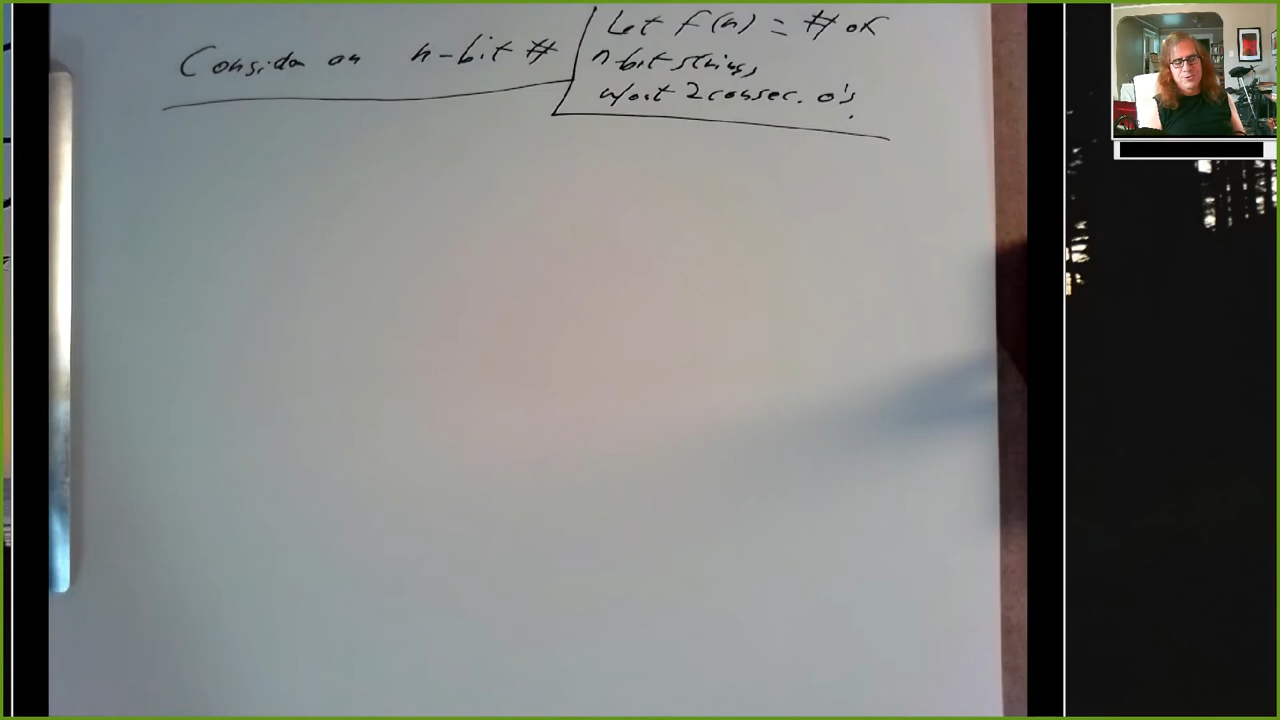 Consider an n-bit #
Let F(n) = # of
n-bit strings
w/out 2 consec. 0's.